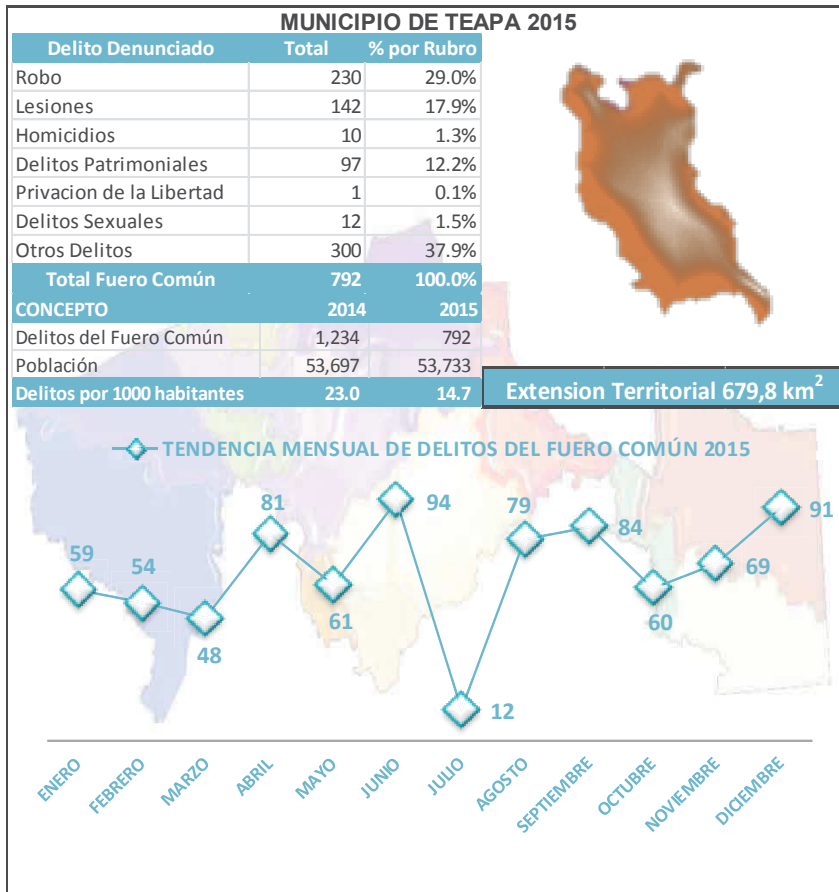 MUNICIPIO DE TEAPA 2015
Delito Denunciado Total % por Rubro
Robo 230 29.0%
Lesiones 142 17.9%
Homicidios 10 1.3%
Delitos Patrimoniales 97 12.2%
Privacion de la Libertad 1 0.1%
Delitos Sexuales 12 1.5%
Otros Delitos 300 37.9%
Total Fuero Común 792 100.0%
CONCEPTO 2014 2015
Delitos del Fuero Común 1,234 792
Población 53,697 53,733
Delitos por 1000 habitantes 23.0 14.7
Extension Territorial 679,8 km²
TENDENCIA MENSUAL DE DELITOS DEL FUERO COMÚN 2015
59
54
48
81
61
94
12
79
84
60
69
91
ENERO
FEBRERO
MARZO
ABRIL
MAYO
JUNIO
JULIO
AGOSTO
SEPTIEMBRE
OCTUBRE
NOVIEMBRE
DICIEMBRE